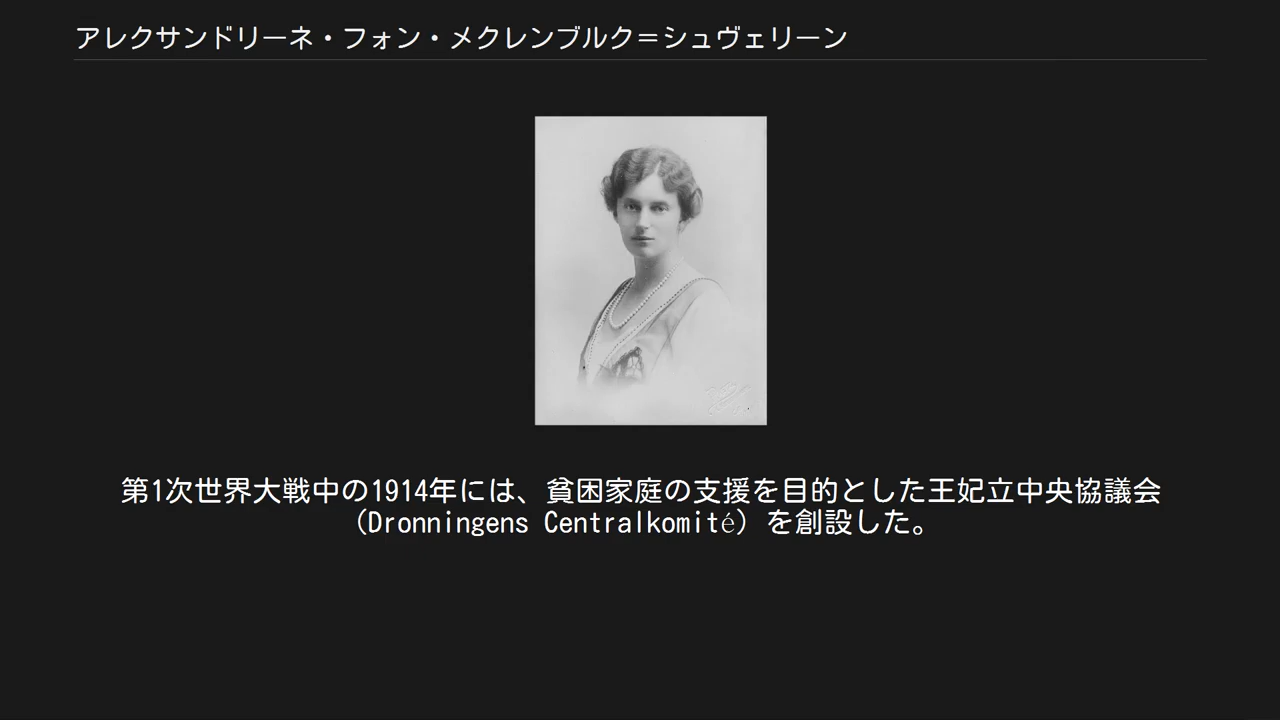 アレクサンドリーネ・フォン・メクレンブルク＝シュヴェリーン
第1次世界大戦中の1914年には、貧困家庭の支援を目的とした王妃立中央協議会
（Dronningens Centralkomité）を創設した。